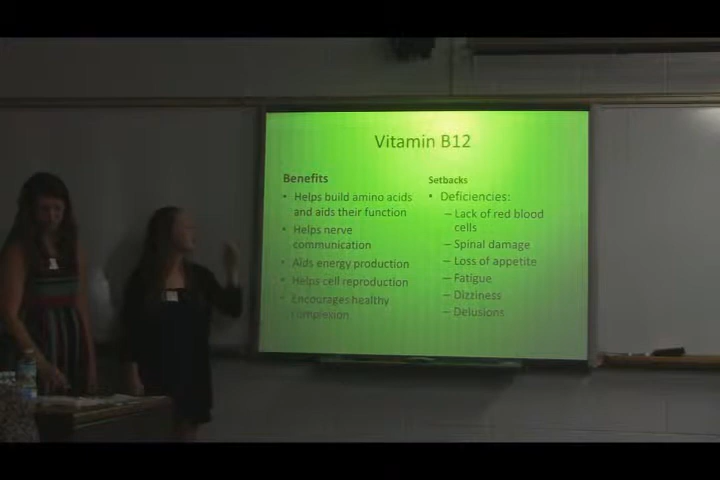 Vitamin B12
Benefits
• Helps build amino acids
and aids their function
• Helps nerve
communication
• Aids energy production
• Helps cell reproduction
• Encourages healthy
complexion
Setbacks
• Deficiencies:
– Lack of red blood
cells
– Spinal damage
– Loss of appetite
– Fatigue
– Dizziness
– Delusions